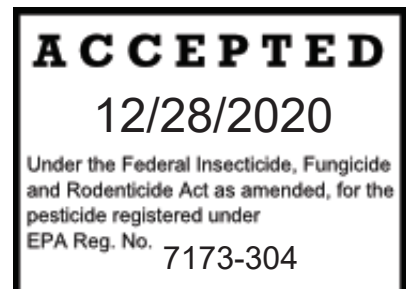 ACCEPTED
12/28/2020
Under the Federal Insecticide, Fungicide
and Rodenticide Act as amended, for the
pesticide registered under
EPA Reg. No. 7173-304